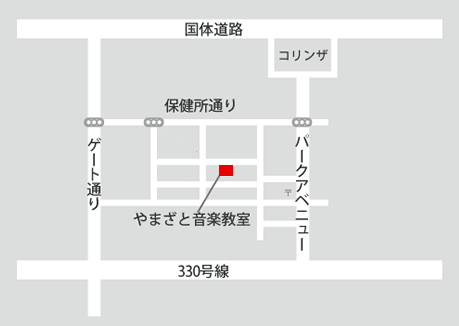 国体道路
コリンザ
保健所通り
ゲート通り
パークアベニュー
〒
やまざと音楽教室
330号線